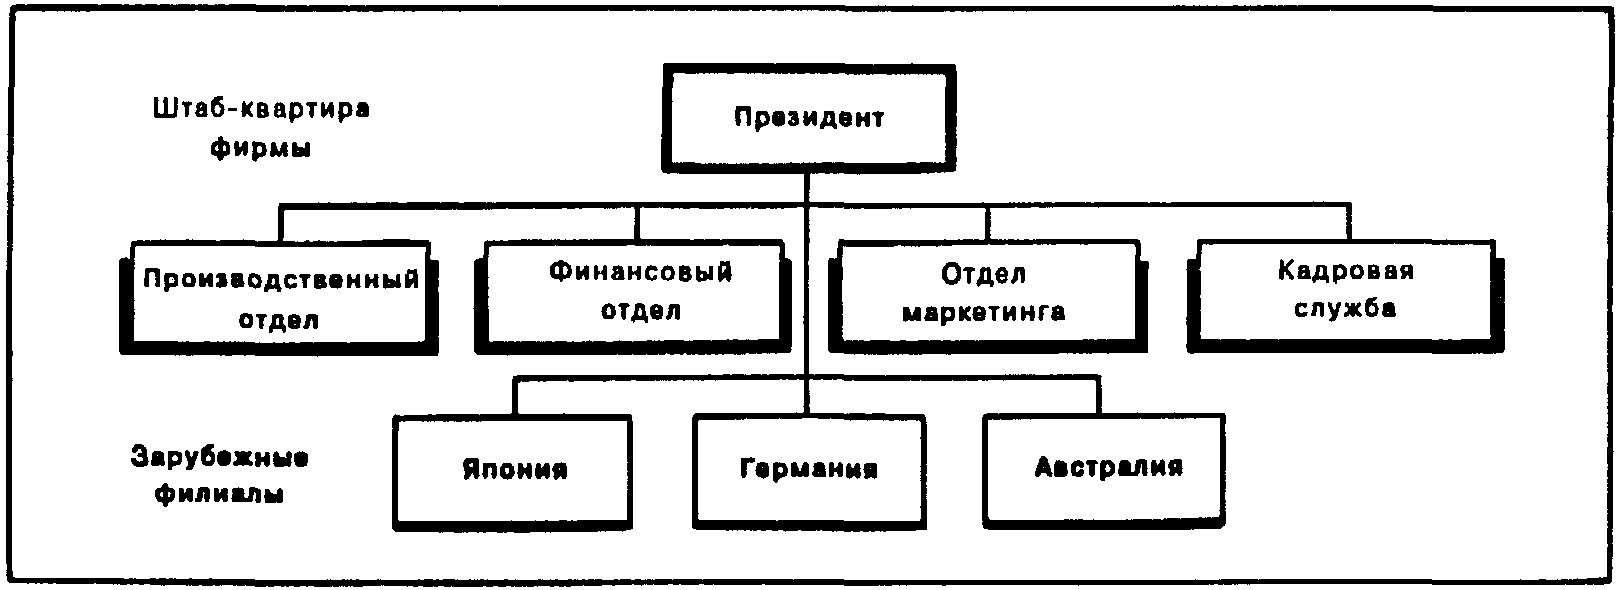 Штаб-квартира
фирмы
Президент
Производственный
отдел
Финансовый
отдел
Отдел
маркетинга
Кадровая
служба
Зарубежные
филиалы
Япония
Германия
Австралия